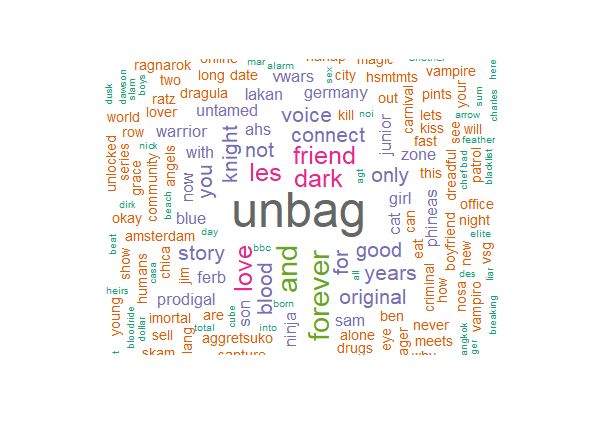 ragnarok
online
mar
alarm
magic
another
two
long
date
vwars
city
sex
hsmtmts
vampire
here
dusk
dawson
slam
boys
ratz
dragula
lakan
germany
out
carnival
pints
your
sum
charles
world
lover
untamed
voice
kill
noi
lets
arrow
row
warrior
ahs
connect
junior
kiss
see
will
unlocked
series
grace
community
nick
angels
with
knight
not
friend
fast
feather
zone
dreadful
patrol
chef
bad
blacklist
beach
now
you
les
dark
agt
only
this
dirk
okay
blue
unbag
girl
cat
can
phineas
boyfriend
office
night
elite
beat
amsterdam
day
show
casa
chica
story
love
bbc
and
for
good
eat
new
vsg
liar
humans
jim
ferb
blood
all
years
criminal
how
nosa
des
vampiro
breaking
heirs
young
bloodride
dollar
prodigal
son
born
forever
original
imortal
are
cube
into
ninja
sam
ben
never
angkok
ger
sell
lang
total
aggretsuko
alone
eye
ager
meets
skam
capture
drugs
why